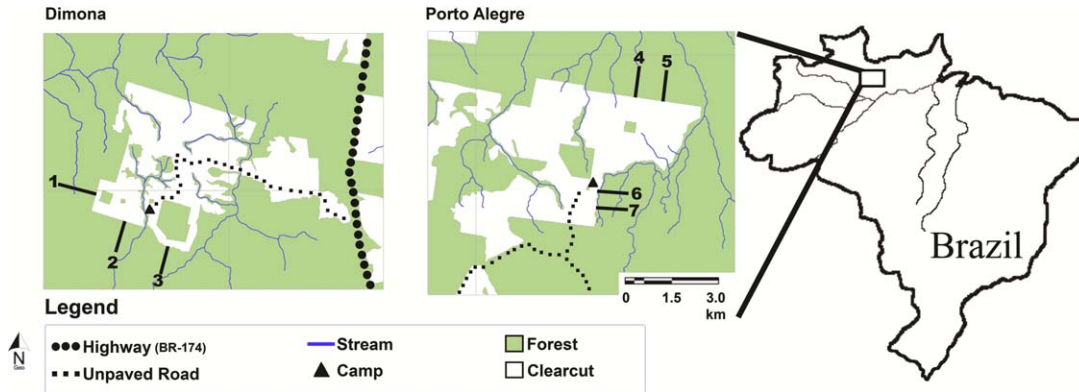 Dimona
Porto Alegre
1
2
3
4
5
6
7
0 1.5 3.0
km
Brazil
Legend
N
Highway (BR-174)
Stream
Forest
Unpaved Road
Camp
Clearcut